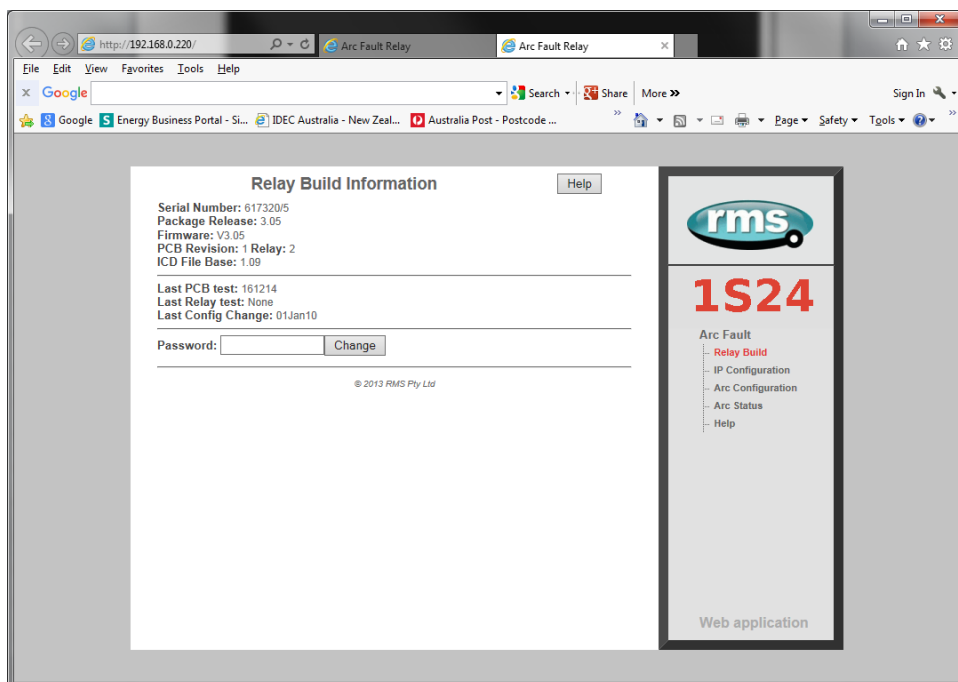 http://192.168.0.220/
Arc Fault Relay
Arc Fault Relay
File Edit View Favorites Tools Help
x Google Search Share More >> Sign In
Google Energy Business Portal - Si... IDEC Australia - New Zeal... Australia Post - Postcode ... Page Safety Tools
Relay Build Information
Help
Serial Number: 617320/5
Package Release: 3.05
Firmware: V3.05
PCB Revision: 1 Relay: 2
ICD File Base: 1.09
Last PCB test: 161214
Last Relay test: None
Last Config Change: 01Jan10
Password: Change
© 2013 RMS Pty Ltd
rms
1S24
Arc Fault
Relay Build
IP Configuration
Arc Configuration
Arc Status
Help
Web application